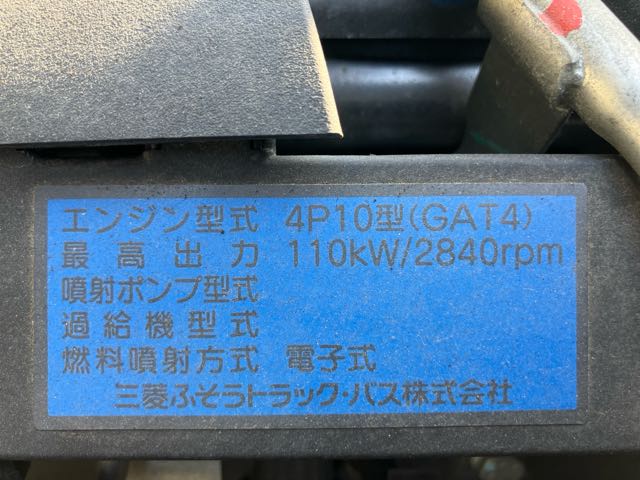 エンジン型式 4P10型(GAT4)
最高出力 110kW/2840rpm
噴射ポンプ型式
過給機型式
燃料噴射方式 電子式
三菱ふそうトラック・バス株式会社